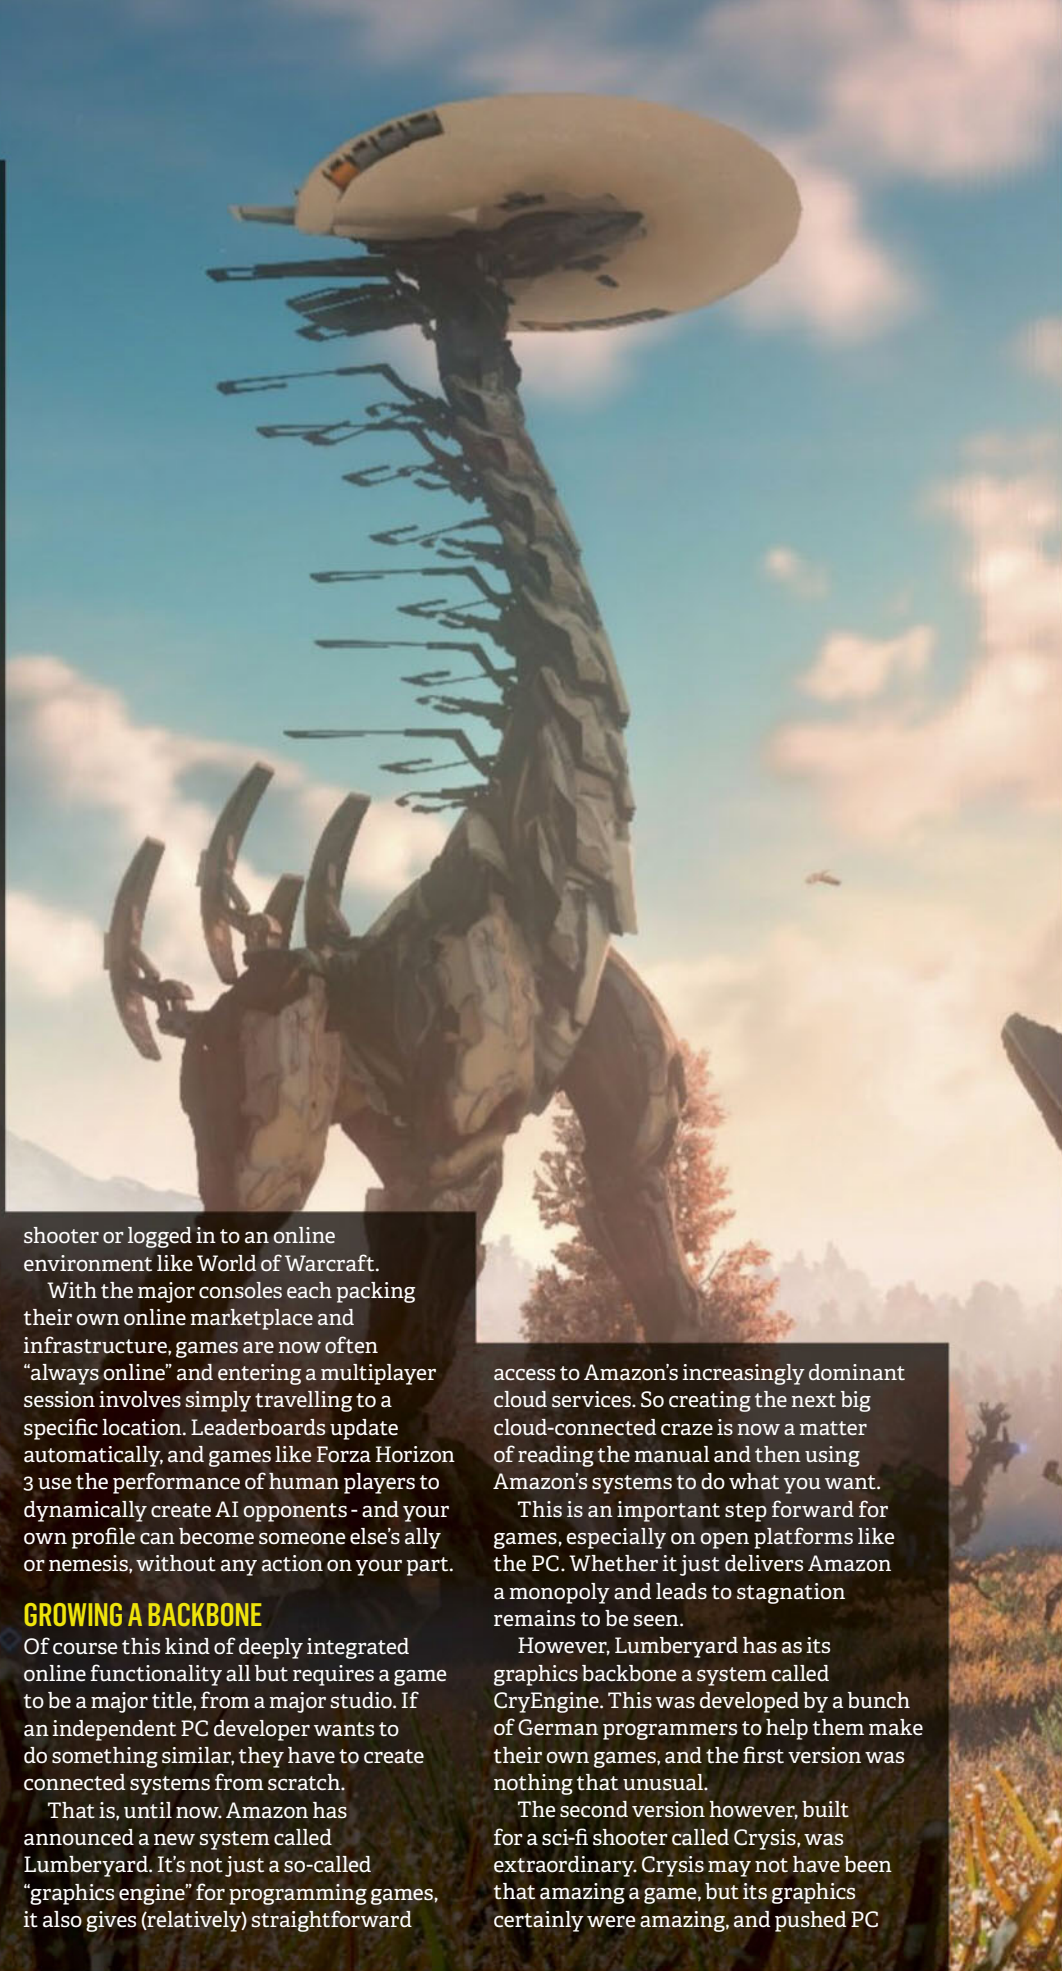 shooter or logged in to an online
environment like World of Warcraft.
With the major consoles each packing
their own online marketplace and
infrastructure, games are now often
“always online” and entering a multiplayer
session involves simply travelling to a
specific location. Leaderboards update
automatically, and games like Forza Horizon
3 use the performance of human players to
dynamically create AI opponents - and your
own profile can become someone else’s ally
or nemesis, without any action on your part.
GROWING A BACKBONE
Of course this kind of deeply integrated
online functionality all but requires a game
to be a major title, from a major studio. If
an independent PC developer wants to
do something similar, they have to create
connected systems from scratch.
That is, until now. Amazon has
announced a new system called
Lumberyard. It’s not just a so-called
“graphics engine” for programming games,
it also gives (relatively) straightforward
access to Amazon’s increasingly dominant
cloud services. So creating the next big
cloud-connected craze is now a matter
of reading the manual and then using
Amazon’s systems to do what you want.
This is an important step forward for
games, especially on open platforms like
the PC. Whether it just delivers Amazon
a monopoly and leads to stagnation
remains to be seen.
However, Lumberyard has as its
graphics backbone a system called
CryEngine. This was developed by a bunch
of German programmers to help them make
their own games, and the first version was
nothing that unusual.
The second version however, built
for a sci-fi shooter called Crysis, was
extraordinary. Crysis may not have been
that amazing a game, but its graphics
certainly were amazing, and pushed PC